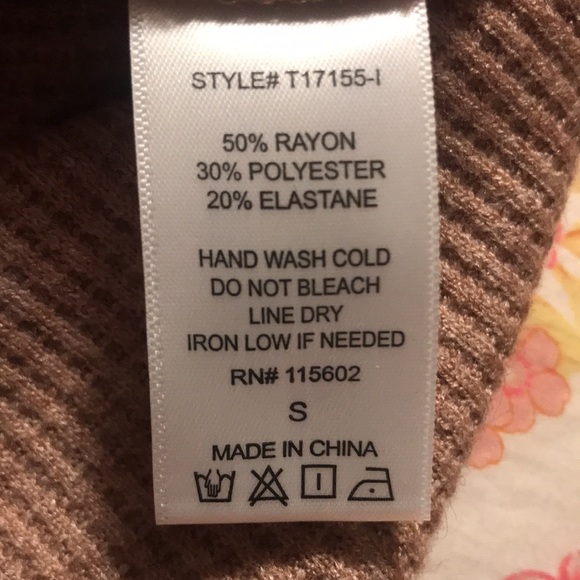 STYLE# T17155-I
50% RAYON
30% POLYESTER
20% ELASTANE
HAND WASH COLD
DO NOT BLEACH
LINE DRY
IRON LOW IF NEEDED
RN# 115602
S
MADE IN CHINA